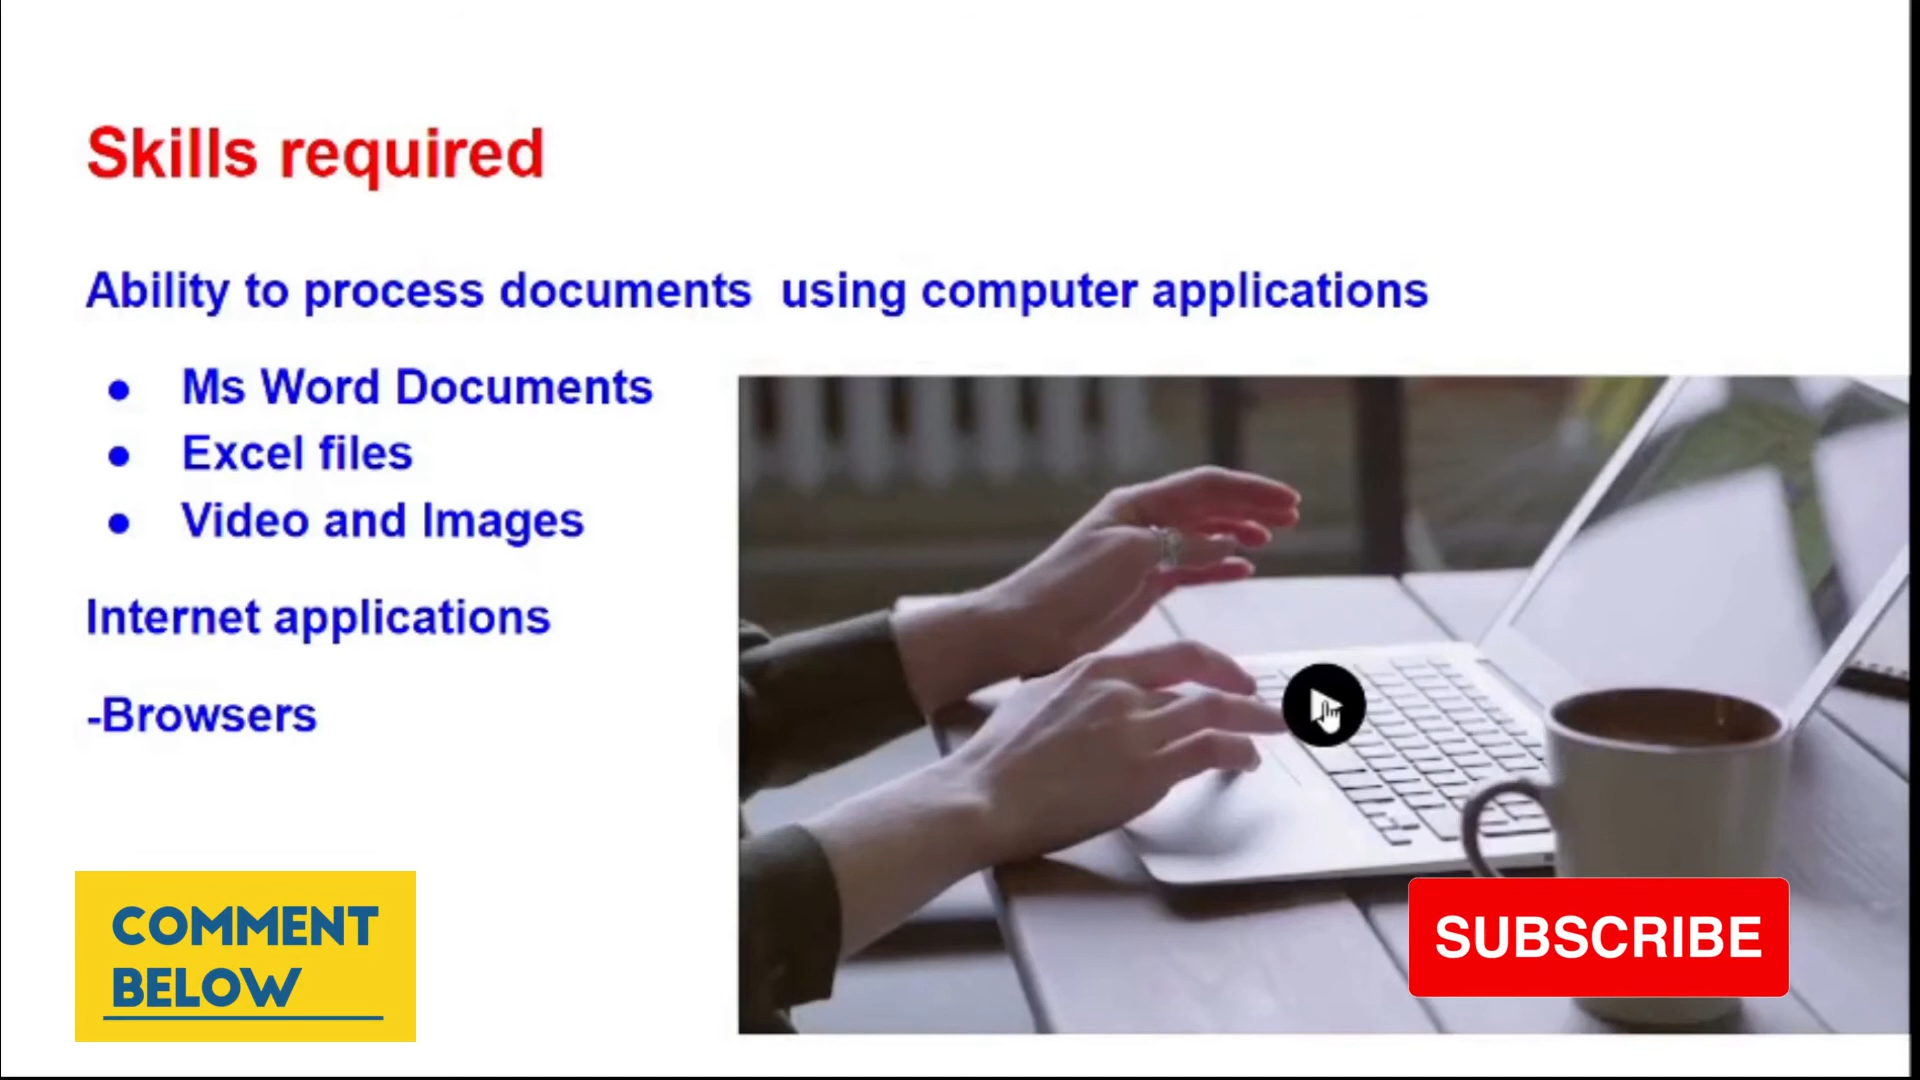 Skills required
Ability to process documents using computer applications
● Ms Word Documents
● Excel files
● Video and Images
Internet applications
-Browsers
COMMENT
BELOW
SUBSCRIBE